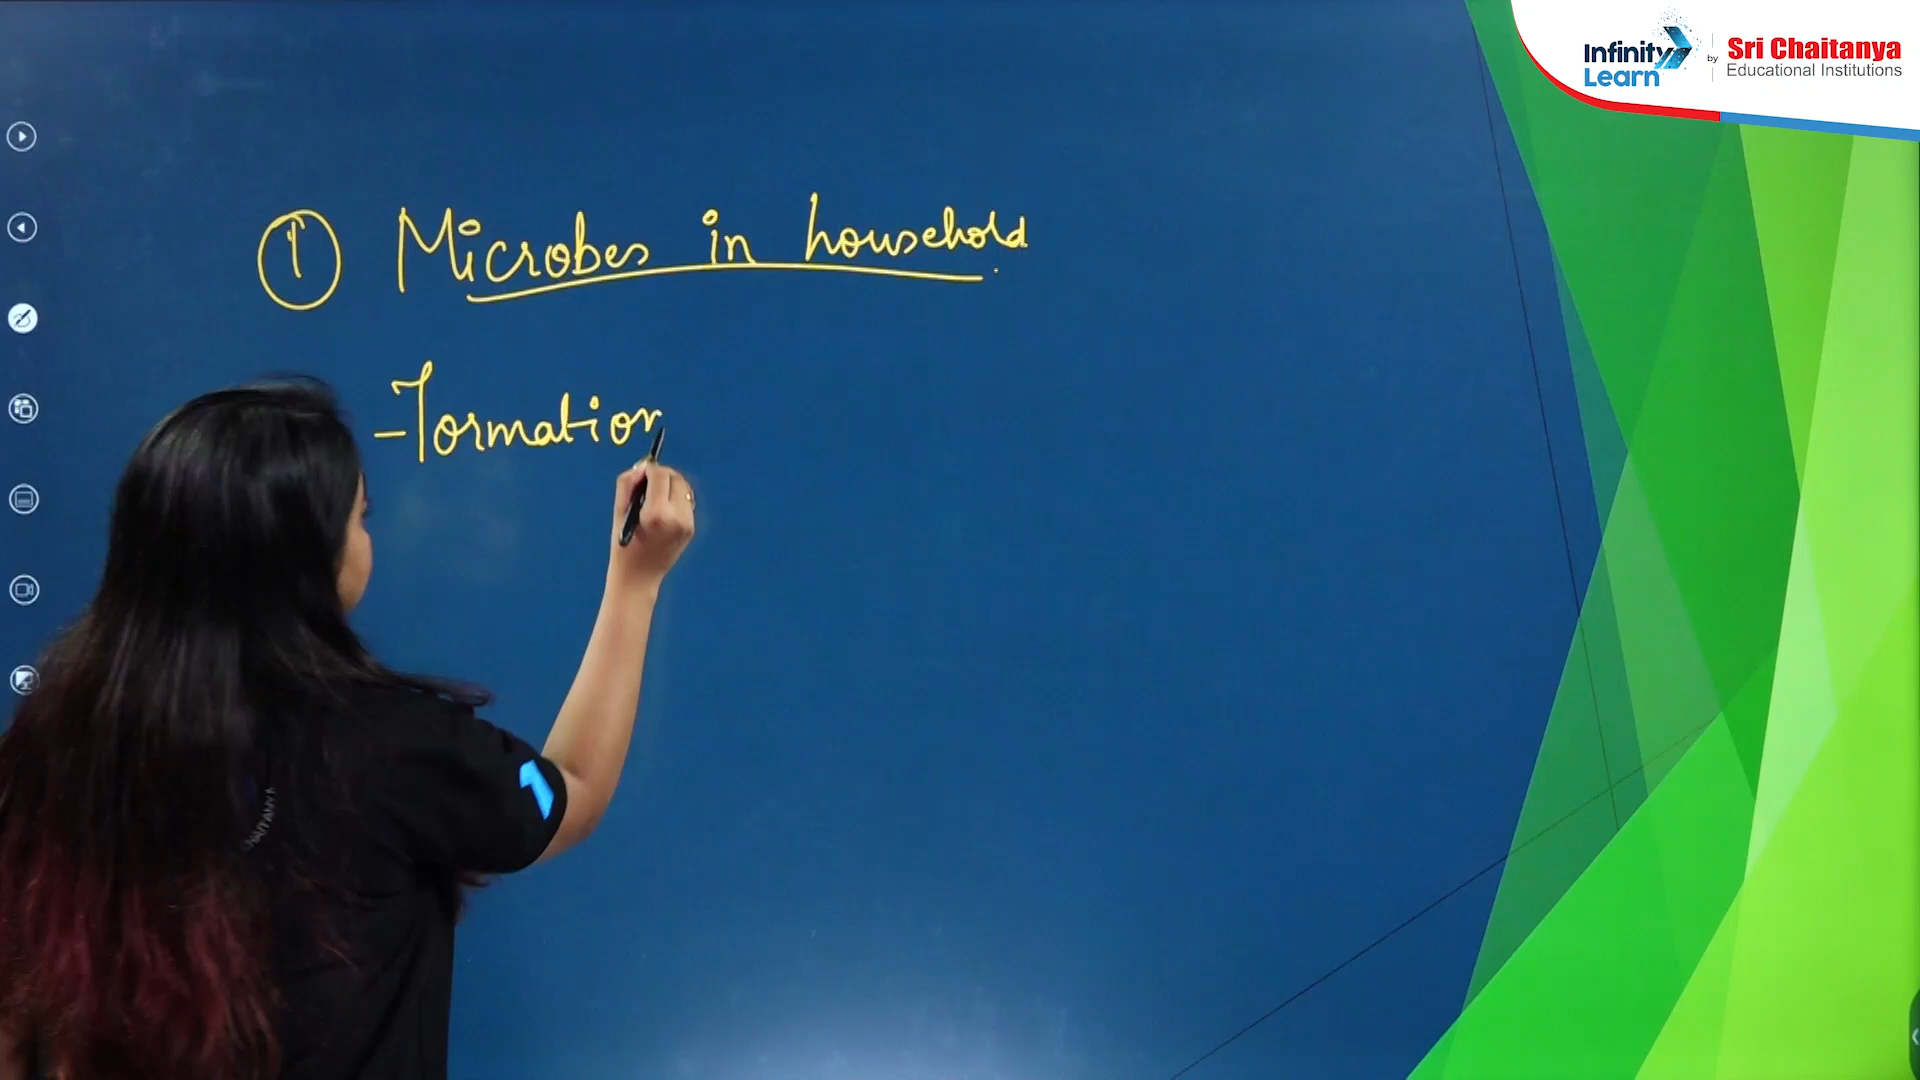 Infinity Learn by Sri Chaitanya Educational Institutions
① Microbes in household
- Formation